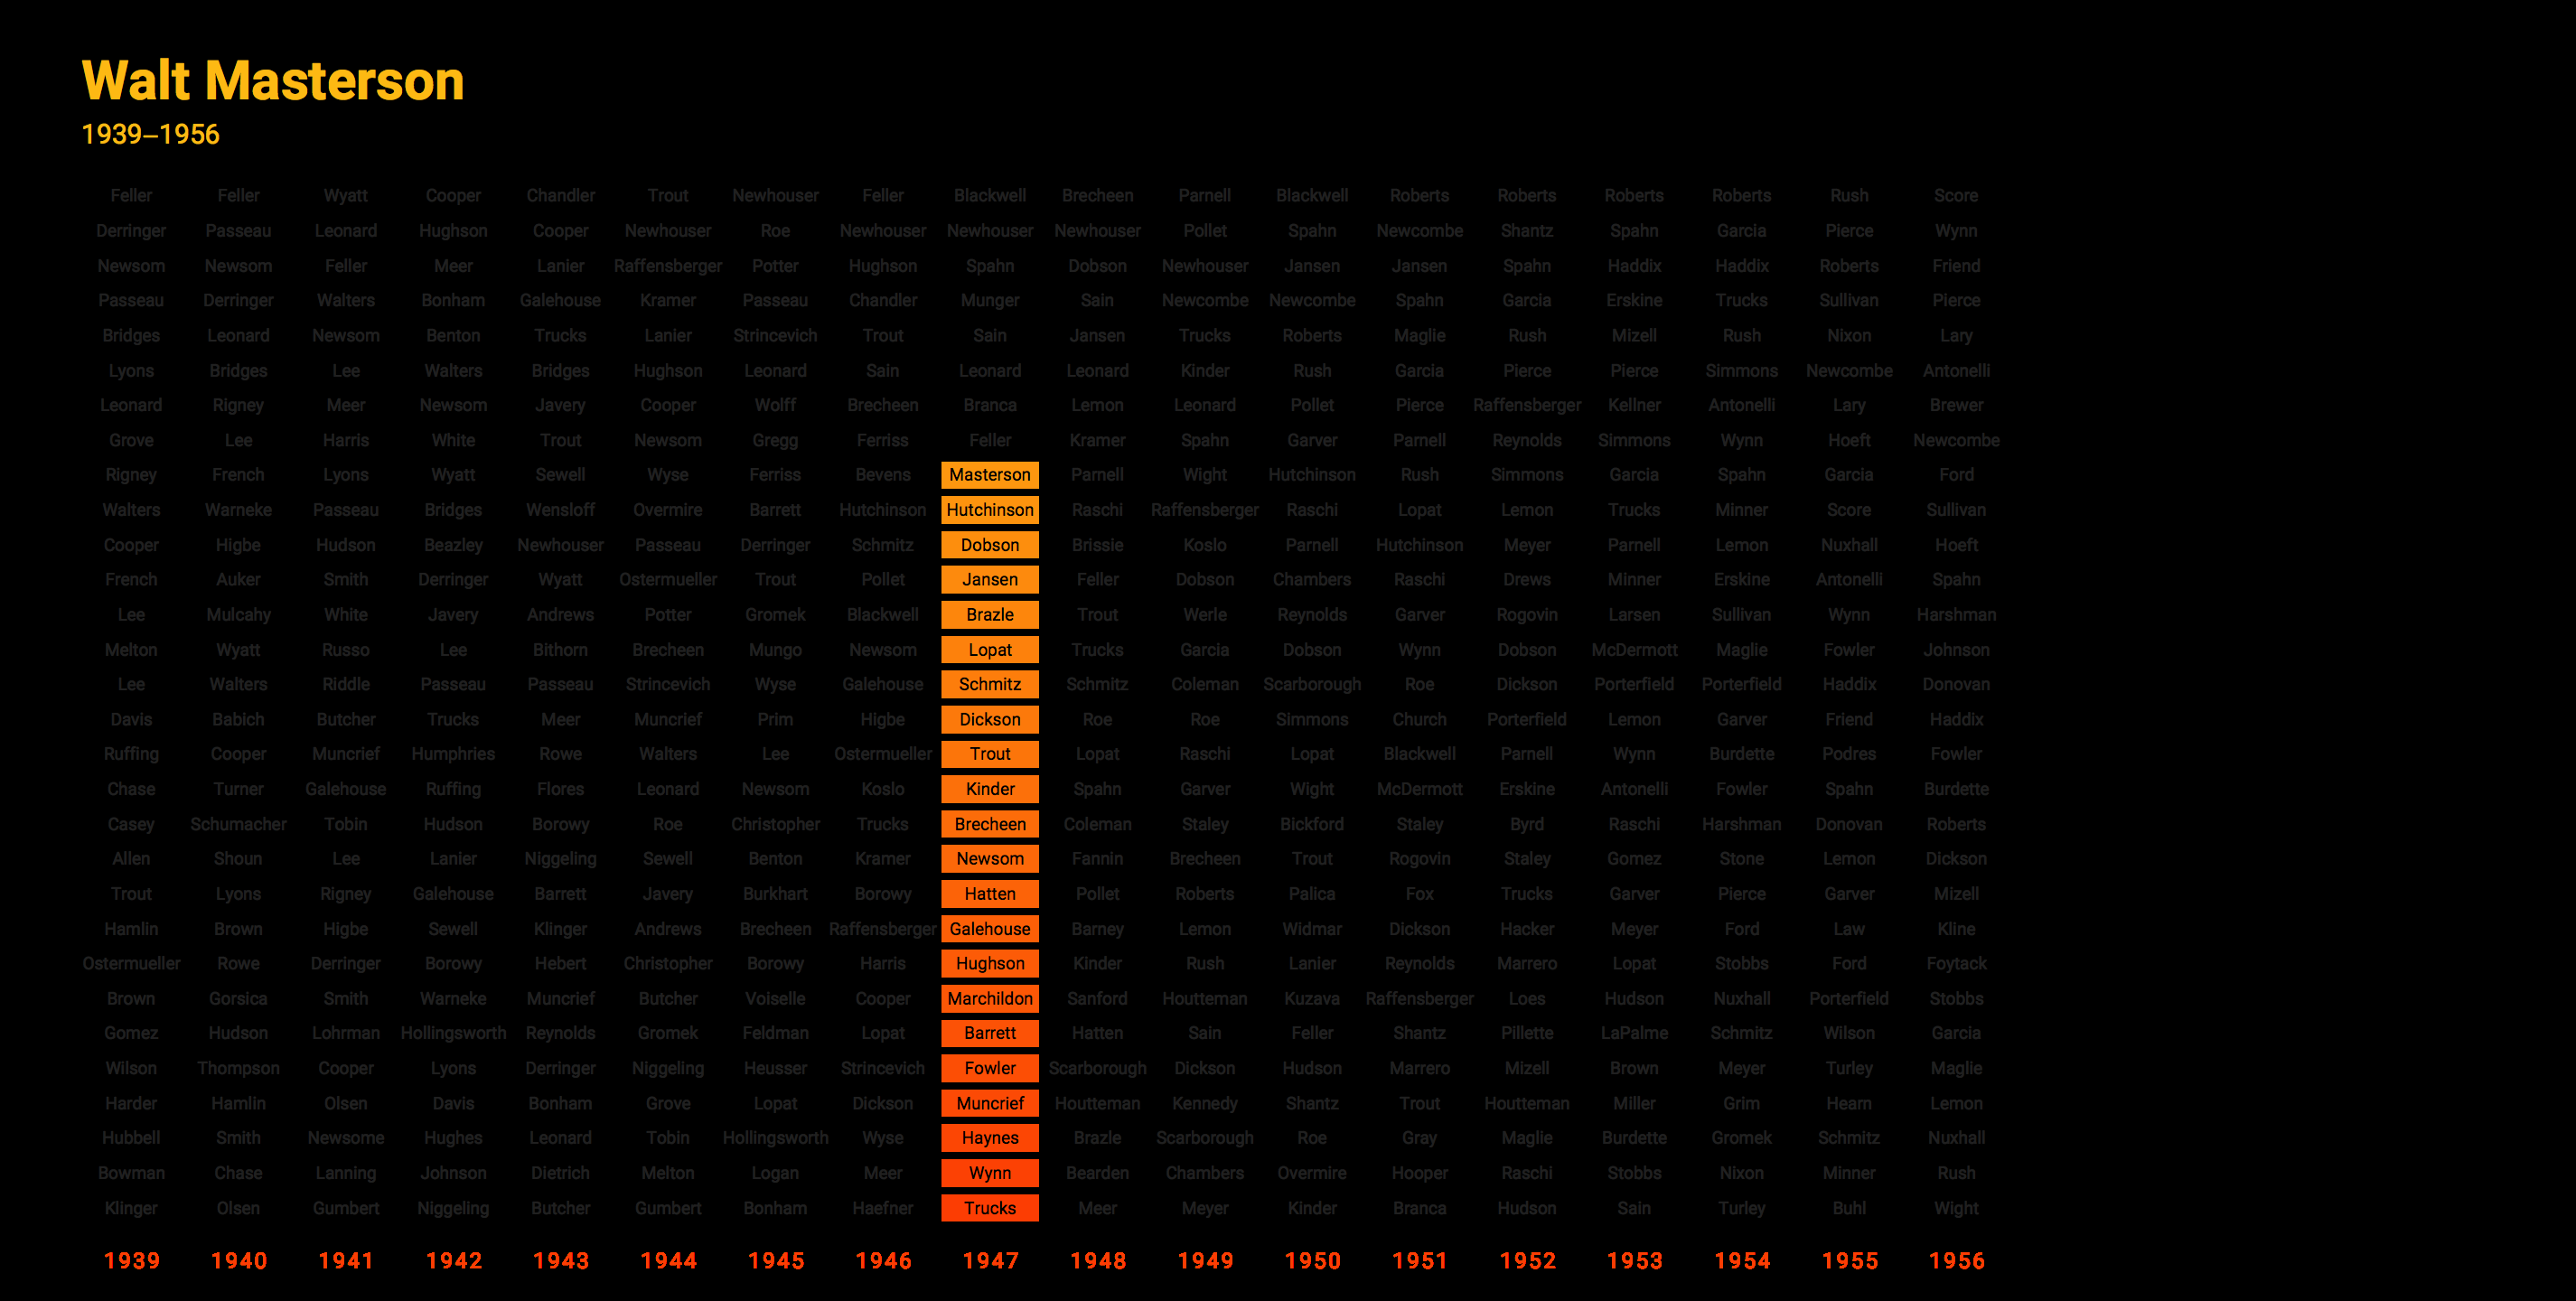 Walt Masterson
1939–1956
Feller Feller Wyatt Cooper Chandler Trout Newhouser Feller Blackwell Brecheen Parnell Blackwell Roberts Roberts Roberts Roberts Rush Score
Derringer Passeau Leonard Hughson Cooper Newhouser Roe Newhouser Newhouser Newhouser Pollet Spahn Newcombe Shantz Spahn Garcia Pierce Wynn
Newsom Newsom Feller Meer Lanier Raffensberger Potter Hughson Spahn Dobson Newhouser Jansen Jansen Spahn Haddix Haddix Roberts Friend
Passeau Derringer Walters Bonham Galehouse Kramer Passeau Chandler Munger Sain Newcombe Newcombe Spahn Garcia Erskine Trucks Sullivan Pierce
Bridges Leonard Newsom Benton Trucks Lanier Strincevich Trout Sain Jansen Trucks Roberts Maglie Rush Mizell Rush Nixon Lary
Lyons Bridges Lee Walters Bridges Hughson Leonard Sain Leonard Leonard Kinder Rush Garcia Pierce Pierce Simmons Newcombe Antonelli
Leonard Rigney Meer Newsom Javery Cooper Wolff Brecheen Branca Lemon Leonard Pollet Pierce Raffensberger Kellner Antonelli Lary Brewer
Grove Lee Harris White Trout Newsom Gregg Ferriss Feller Kramer Spahn Garver Parnell Reynolds Simmons Wynn Hoeft Newcombe
Rigney French Lyons Wyatt Sewell Wyse Ferriss Bevens Masterson Parnell Wight Hutchinson Rush Simmons Garcia Spahn Garcia Ford
Walters Warneke Passeau Bridges Wensloff Overmire Barrett Hutchinson Hutchinson Raschi Raffensberger Raschi Lopat Lemon Trucks Minner Score Sullivan
Cooper Higbe Hudson Beazley Newhouser Passeau Derringer Schmitz Dobson Brissie Koslo Parnell Hutchinson Meyer Parnell Lemon Nuxhall Hoeft
French Auker Smith Derringer Wyatt Ostermueller Trout Pollet Jansen Feller Dobson Chambers Raschi Drews Minner Erskine Antonelli Spahn
Lee Mulcahy White Javery Andrews Potter Gromek Blackwell Brazle Trout Werle Reynolds Garver Rogovin Larsen Sullivan Wynn Harshman
Melton Wyatt Russo Lee Bithorn Brecheen Mungo Newsom Lopat Trucks Garcia Dobson Wynn Dobson McDermott Maglie Fowler Johnson
Lee Walters Riddle Passeau Passeau Strincevich Wyse Galehouse Schmitz Schmitz Coleman Scarborough Roe Dickson Porterfield Porterfield Haddix Donovan
Davis Babich Butcher Trucks Meer Muncrief Prim Higbe Dickson Roe Roe Simmons Church Porterfield Lemon Garver Friend Haddix
Ruffing Cooper Muncrief Humphries Rowe Walters Lee Ostermueller Trout Lopat Raschi Lopat Blackwell Parnell Wynn Burdette Podres Fowler
Chase Turner Galehouse Ruffing Flores Leonard Newsom Koslo Kinder Spahn Garver Wight McDermott Erskine Antonelli Fowler Spahn Burdette
Casey Schumacher Tobin Hudson Borowy Roe Christopher Trucks Brecheen Coleman Staley Bickford Staley Byrd Raschi Harshman Donovan Roberts
Allen Shoun Lee Lanier Niggeling Sewell Benton Kramer Newsom Fannin Brecheen Trout Rogovin Staley Gomez Stone Lemon Dickson
Trout Lyons Rigney Galehouse Barrett Javery Burkhart Borowy Hatten Pollet Roberts Palica Fox Trucks Garver Pierce Garver Mizell
Hamlin Brown Higbe Sewell Klinger Andrews Brecheen Raffensberger Galehouse Barney Lemon Widmar Dickson Hacker Meyer Ford Law Kline
Ostermueller Rowe Derringer Borowy Hebert Christopher Borowy Harris Hughson Kinder Rush Lanier Reynolds Marrero Lopat Stobbs Ford Foytack
Brown Gorsica Smith Warneke Muncrief Butcher Voiselle Cooper Marchildon Sanford Houtteman Kuzava Raffensberger Loes Hudson Nuxhall Porterfield Stobbs
Gomez Hudson Lohrman Hollingsworth Reynolds Gromek Feldman Lopat Barrett Hatten Sain Feller Shantz Pillette LaPalme Schmitz Wilson Garcia
Wilson Thompson Cooper Lyons Derringer Niggeling Heusser Strincevich Fowler Scarborough Dickson Hudson Marrero Mizell Brown Meyer Turley Maglie
Harder Hamlin Olsen Davis Bonham Grove Lopat Dickson Muncrief Houtteman Kennedy Shantz Trout Houtteman Miller Grim Hearn Lemon
Hubbell Smith Newsome Hughes Leonard Tobin Hollingsworth Wyse Haynes Brazle Scarborough Roe Gray Maglie Burdette Gromek Schmitz Nuxhall
Bowman Chase Lanning Johnson Dietrich Melton Logan Meer Wynn Bearden Chambers Overmire Hooper Raschi Stobbs Nixon Minner Rush
Klinger Olsen Gumbert Niggeling Butcher Gumbert Bonham Haefner Trucks Meer Meyer Kinder Branca Hudson Sain Turley Buhl Wight
1939 1940 1941 1942 1943 1944 1945 1946 1947 1948 1949 1950 1951 1952 1953 1954 1955 1956